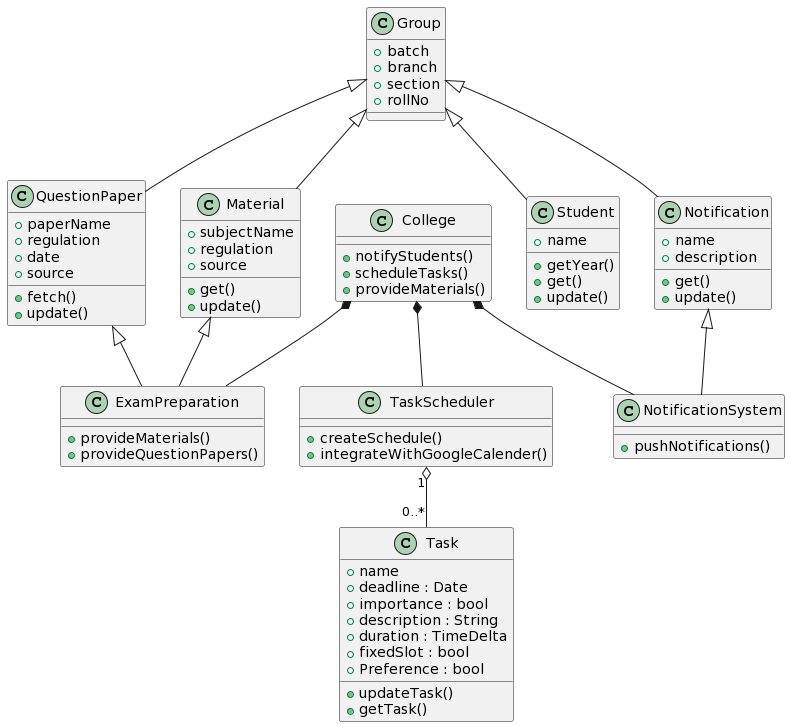 C Group
batch
branch
section
rollNo
C QuestionPaper
paperName
regulation
date
source
fetch()
update()
C Material
subjectName
regulation
source
get()
update()
C College
notifyStudents()
scheduleTasks()
provideMaterials()
C Student
name
getYear()
get()
update()
C Notification
name
description
get()
update()
C ExamPreparation
provideMaterials()
provideQuestionPapers()
C TaskScheduler
createSchedule()
integrateWithGoogleCalender()
C NotificationSystem
pushNotifications()
1
0..*
C Task
name
deadline : Date
importance : bool
description : String
duration : TimeDelta
fixedSlot : bool
Preference : bool
updateTask()
getTask()